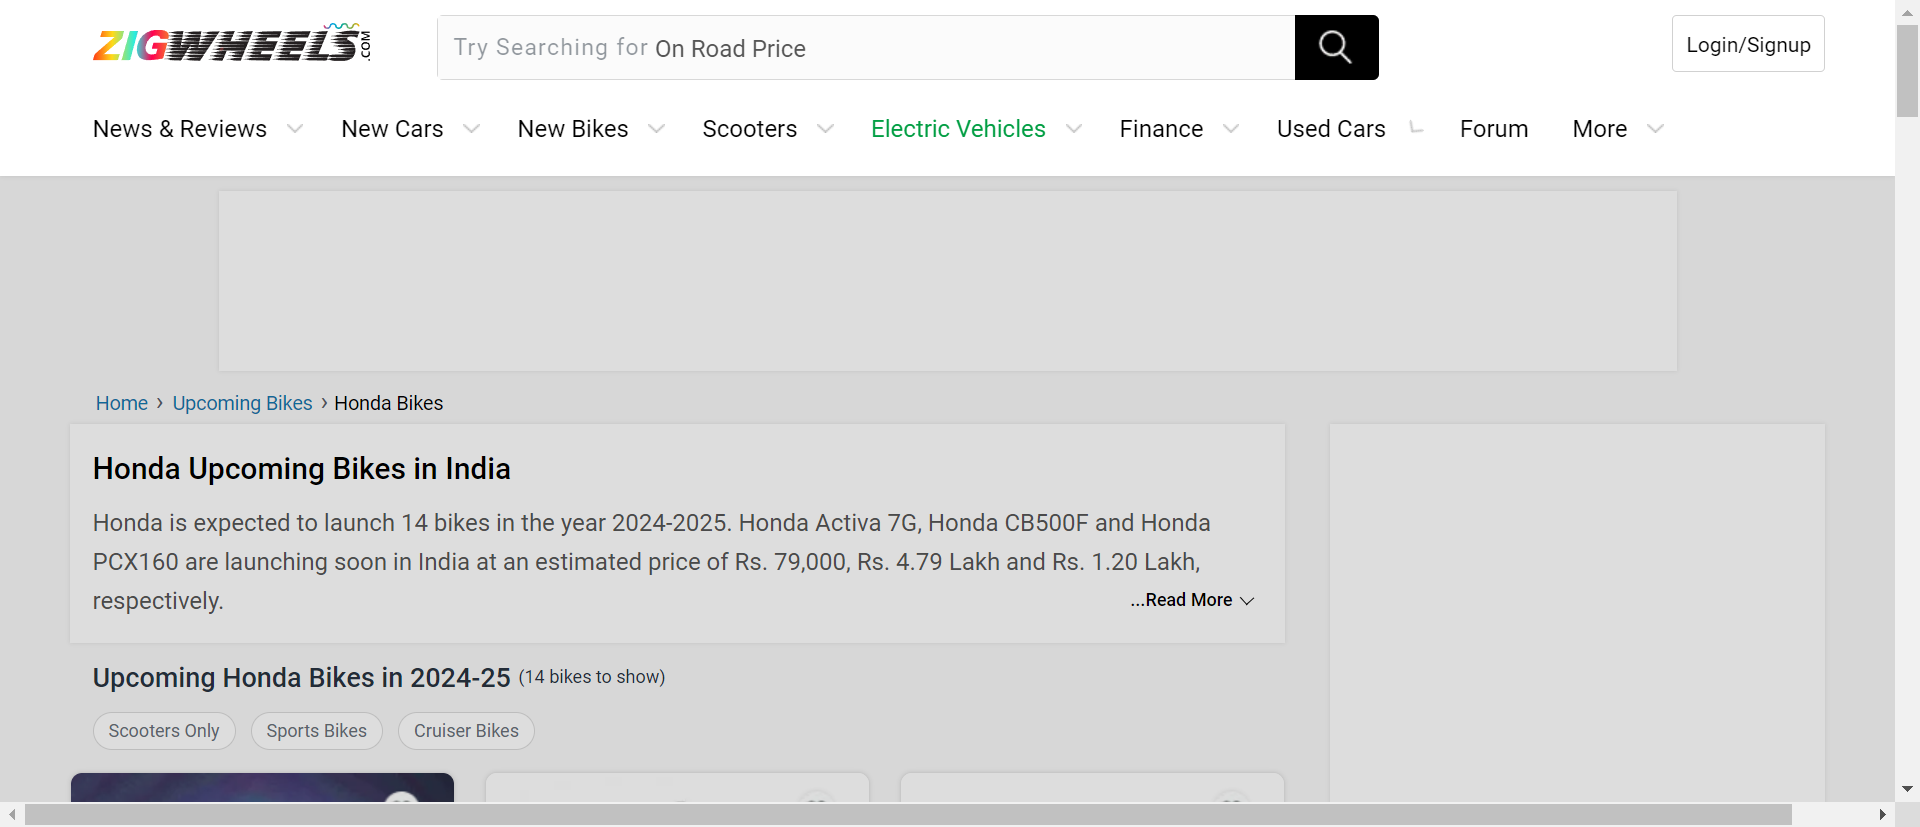 ZIGWHEELS.COM
Try Searching for On Road Price
Login/Signup
News & Reviews New Cars New Bikes Scooters Electric Vehicles Finance Used Cars Forum More
Home › Upcoming Bikes › Honda Bikes
Honda Upcoming Bikes in India
Honda is expected to launch 14 bikes in the year 2024-2025. Honda Activa 7G, Honda CB500F and Honda
PCX160 are launching soon in India at an estimated price of Rs. 79,000, Rs. 4.79 Lakh and Rs. 1.20 Lakh,
respectively. ...Read More
Upcoming Honda Bikes in 2024-25 (14 bikes to show)
Scooters Only Sports Bikes Cruiser Bikes